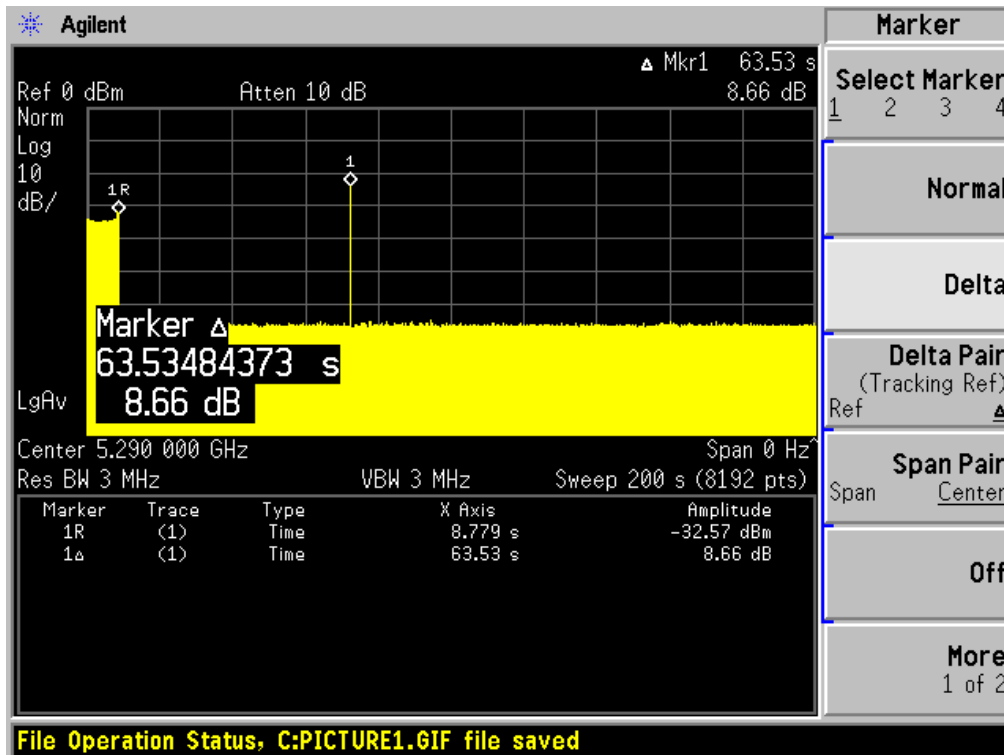 Agilent
Marker
Δ Mkr1 63.53 s
Ref 0 dBm Atten 10 dB 8.66 dB
Norm
Log
10
dB/
1R
1
Marker Δ
63.53484373 s
8.66 dB
LgAv
Center 5.290 000 GHz Span 0 Hz^
Res BW 3 MHz VBW 3 MHz Sweep 200 s (8192 pts)
Marker Trace Type X Axis Amplitude
1R (1) Time 8.779 s -32.57 dBm
1Δ (1) Time 63.53 s 8.66 dB
Select Marker
1 2 3 4
Normal
Delta
Delta Pair
(Tracking Ref)
Ref Δ
Span Pair
Span Center
Off
More
1 of 2
File Operation Status, C:PICTURE1.GIF file saved